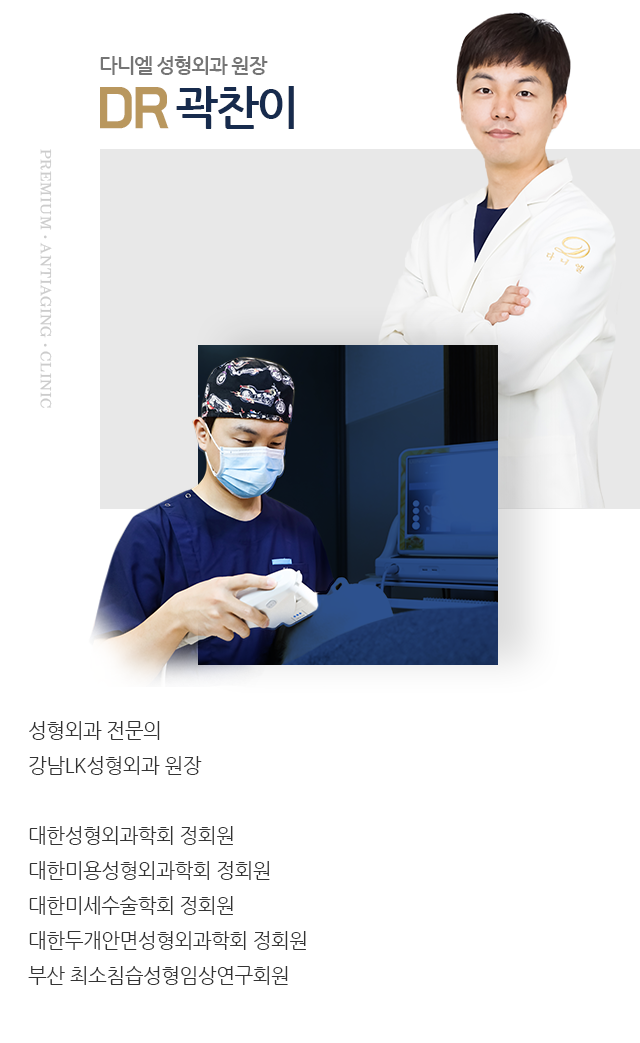 다니엘 성형외과 원장
DR 곽찬이
PREMIUM · ANTIAGING · CLINIC
다니엘
성형외과 전문의
강남LK성형외과 원장
대한성형외과학회 정회원
대한미용성형외과학회 정회원
대한미세수술학회 정회원
대한두개안면성형외과학회 정회원
부산 최소침습성형임상연구회원